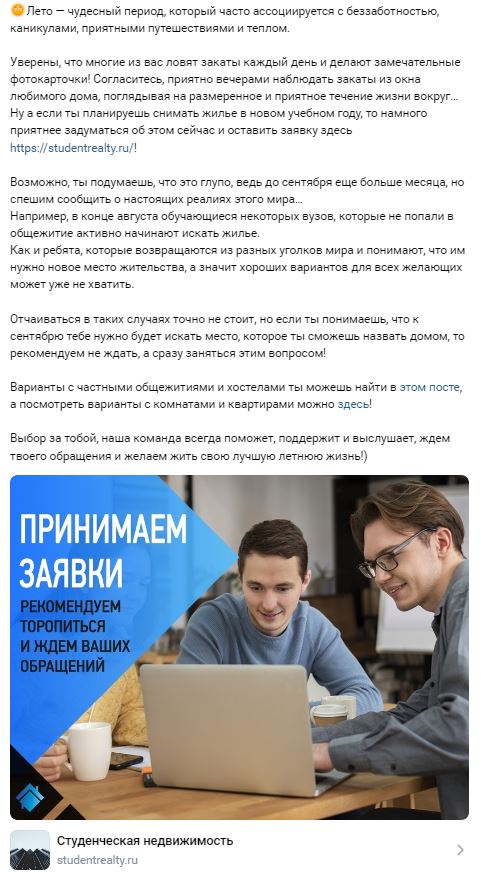 🌞Лето — чудесный период, который часто ассоциируется с беззаботностью,
каникулами, приятными путешествиями и теплом.
Уверены, что многие из вас ловят закаты каждый день и делают замечательные
фотокарточки! Согласитесь, приятно вечерами наблюдать закаты из окна
любимого дома, поглядывая на размеренное и приятное течение жизни вокруг...
Ну а если ты планируешь снимать жилье в новом учебном году, то намного
приятнее задуматься об этом сейчас и оставить заявку здесь
https://studentrealty.ru/!
Возможно, ты подумаешь, что это глупо, ведь до сентября еще больше месяца, но
спешим сообщить о настоящих реалиях этого мира...
Например, в конце августа обучающиеся некоторых вузов, которые не попали в
общежитие активно начинают искать жилье.
Как и ребята, которые возвращаются из разных уголков мира и понимают, что им
нужно новое место жительства, а значит хороших вариантов для всех желающих
может уже не хватить.
Отчаиваться в таких случаях точно не стоит, но если ты понимаешь, что к
сентябрю тебе нужно будет искать место, которое ты сможешь назвать домом, то
рекомендуем не ждать, а сразу заняться этим вопросом!
Варианты с частными общежитиями и хостелами ты можешь найти в этом посте,
а посмотреть варианты с комнатами и квартирами можно здесь!
Выбор за тобой, наша команда всегда поможет, поддержит и выслушает, ждем
твоего обращения и желаем жить свою лучшую летнюю жизнь!)
ПРИНИМАЕМ
ЗАЯВКИ
РЕКОМЕНДУЕМ
ТОРОПИТЬСЯ
И ЖДЕМ ВАШИХ
ОБРАЩЕНИЙ
Студенческая недвижимость
studentrealty.ru